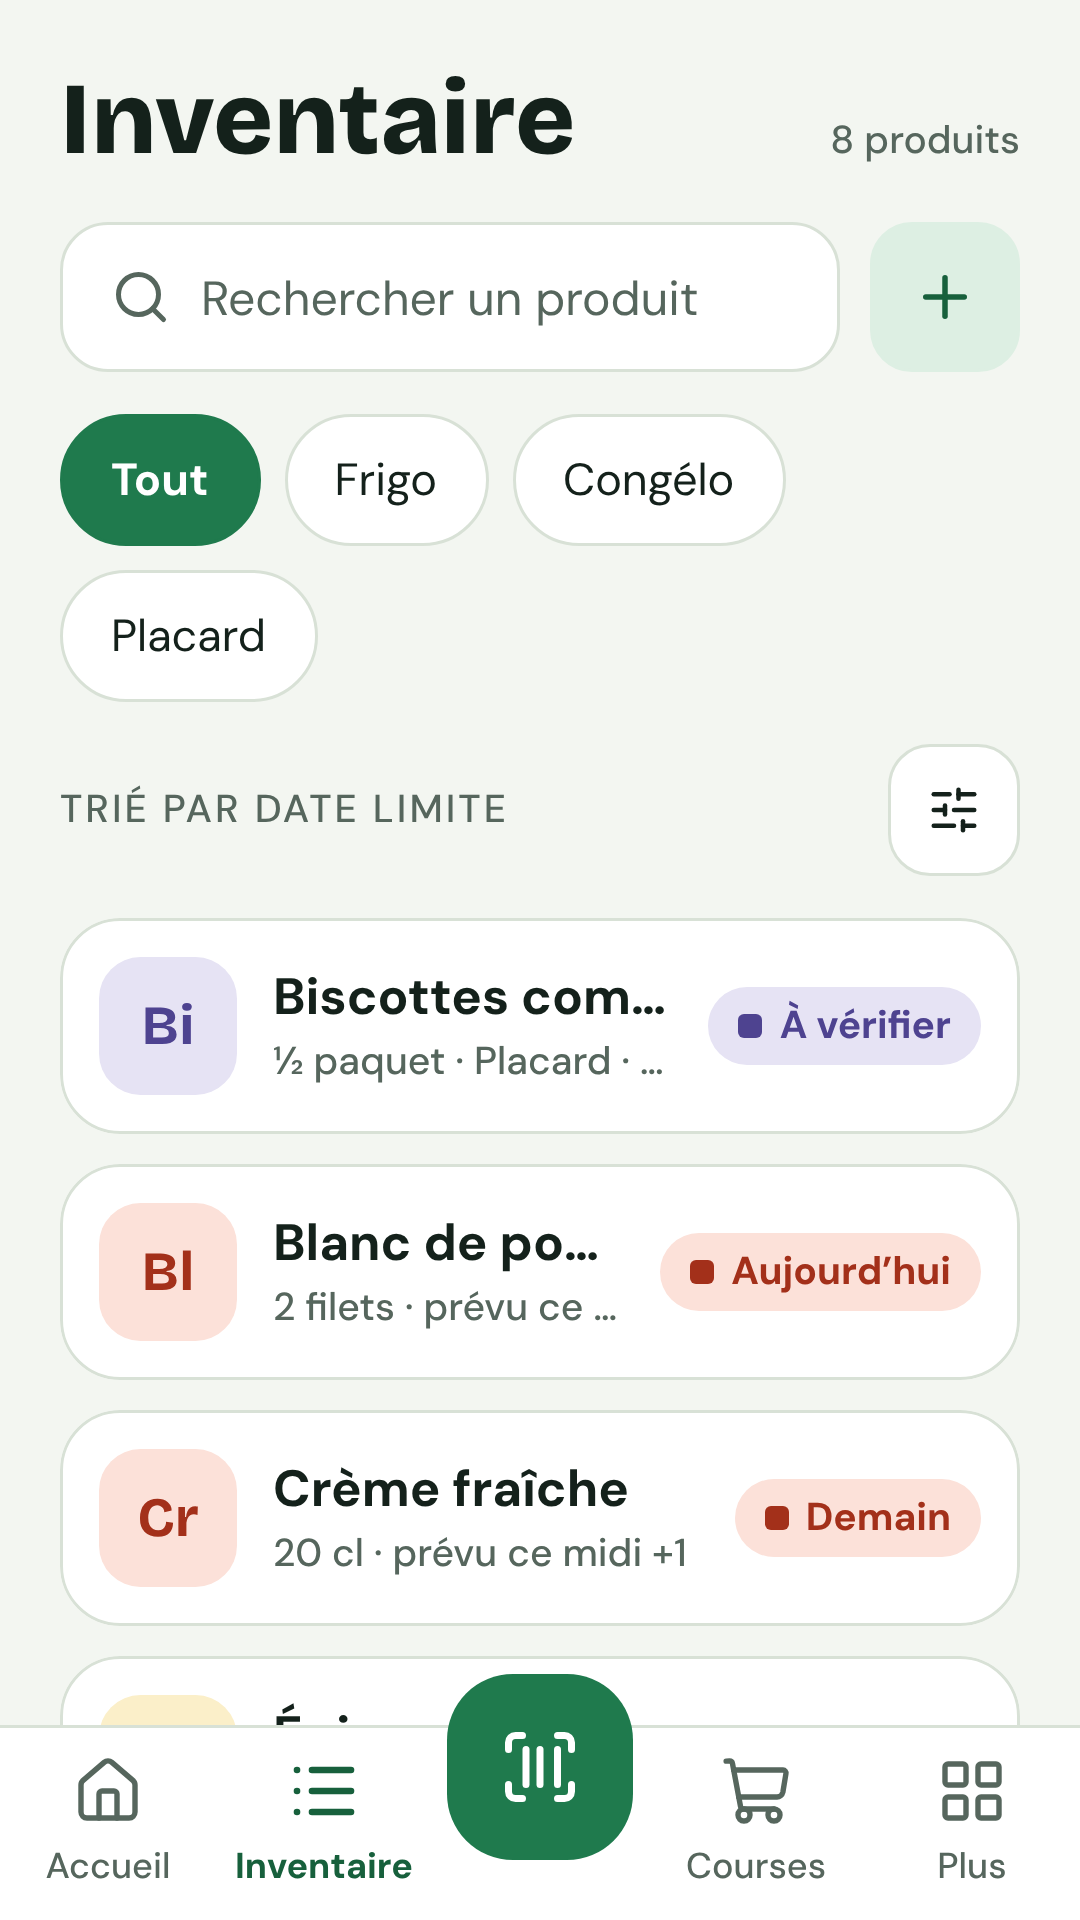 Inventaire
8 produits
Rechercher un produit
Tout
Frigo
Congélo
Placard
TRIÉ PAR DATE LIMITE
Bi
Biscottes com…
½ paquet · Placard · …
À vérifier
Bl
Blanc de po…
2 filets · prévu ce …
Aujourd’hui
Cr
Crème fraîche
20 cl · prévu ce midi +1
Demain
Accueil
Inventaire
Courses
Plus